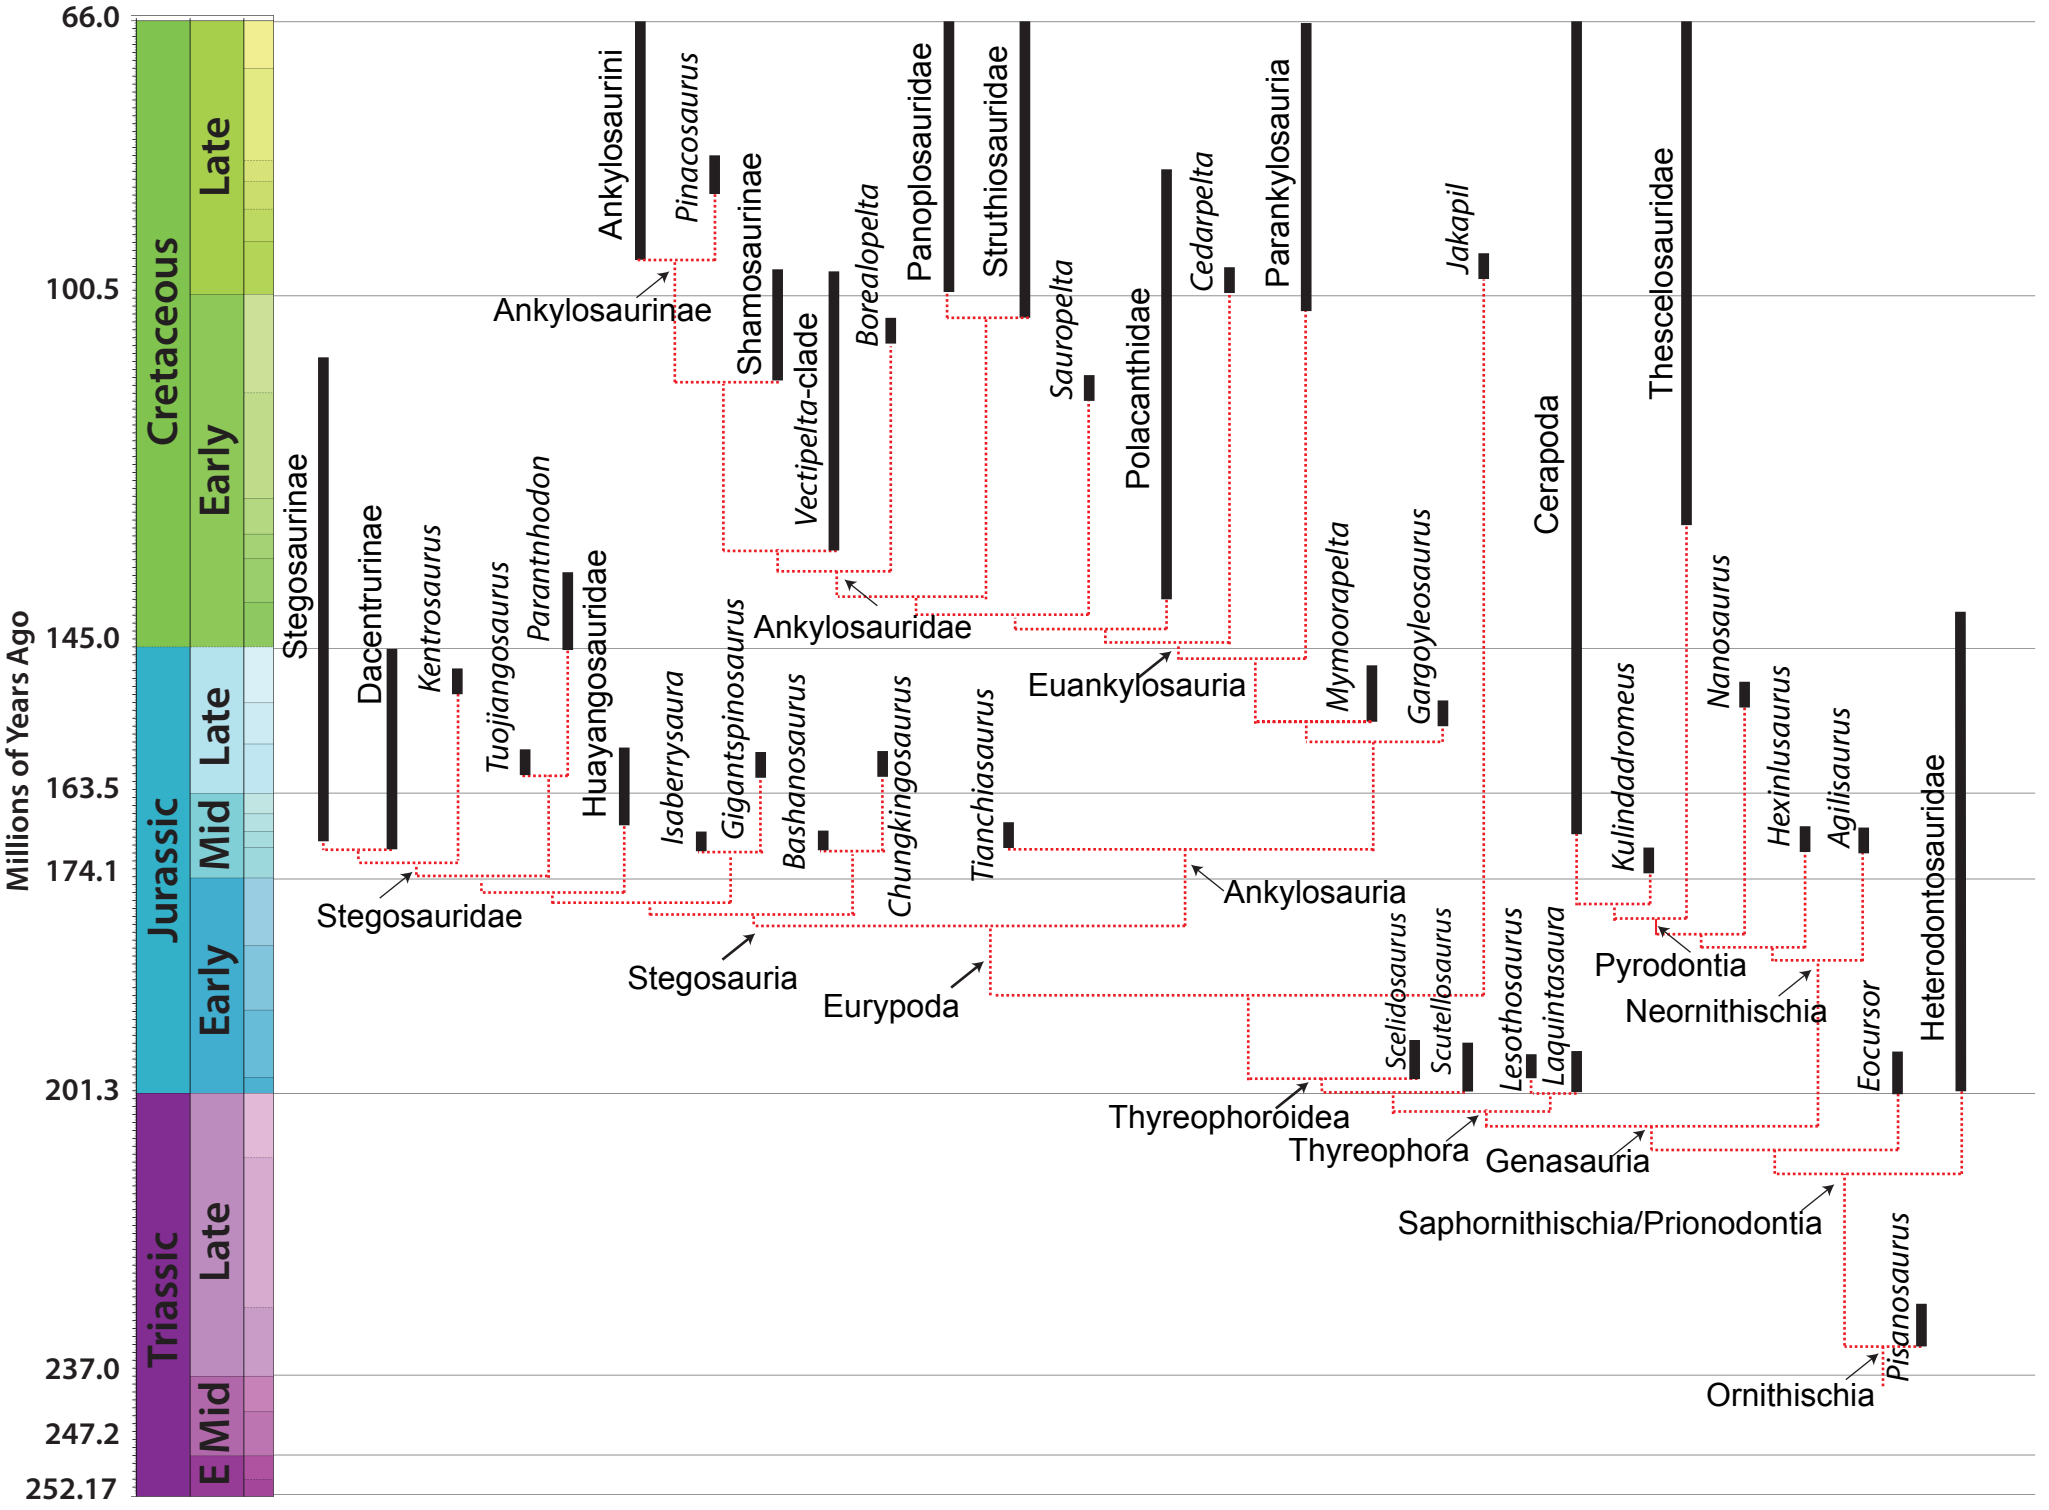 Millions of Years Ago
66.0
100.5
145.0
163.5
174.1
201.3
237.0
247.2
252.17
Cretaceous
Jurassic
Triassic
Late
Early
Late
Mid
Early
Late
Mid
E
Stegosaurinae
Dacentrurinae
Kentrosaurus
Tuojiangosaurus
Parantnhodon
Huayangosauridae
Isaberrysaura
Gigantspinosaurus
Bashanosaurus
Chungkingosaurus
Tianchiasaurus
Ankylosaurini
Pinacosaurus
Shamosaurinae
Vectipelta-clade
Borealopelta
Panoplosauridae
Struthiosauridae
Sauropelta
Polacanthidae
Cedarpelta
Parankylosauria
Mymoorapelta
Gargoyleosaurus
Jakapil
Scelidosaurus
Scutellosaurus
Lesothosaurus
Laquintasaura
Cerapoda
Kulindadromeus
Thescelosauridae
Nanosaurus
Hexinlusaurus
Agilisaurus
Eocursor
Heterodontosauridae
Pisanosaurus
Ankylosaurinae
Ankylosauridae
Euankylosauria
Ankylosauria
Stegosauridae
Stegosauria
Eurypoda
Pyrodontia
Neornithischia
Thyreophoroidea
Thyreophora
Genasauria
Saphornithischia/Prionodontia
Ornithischia